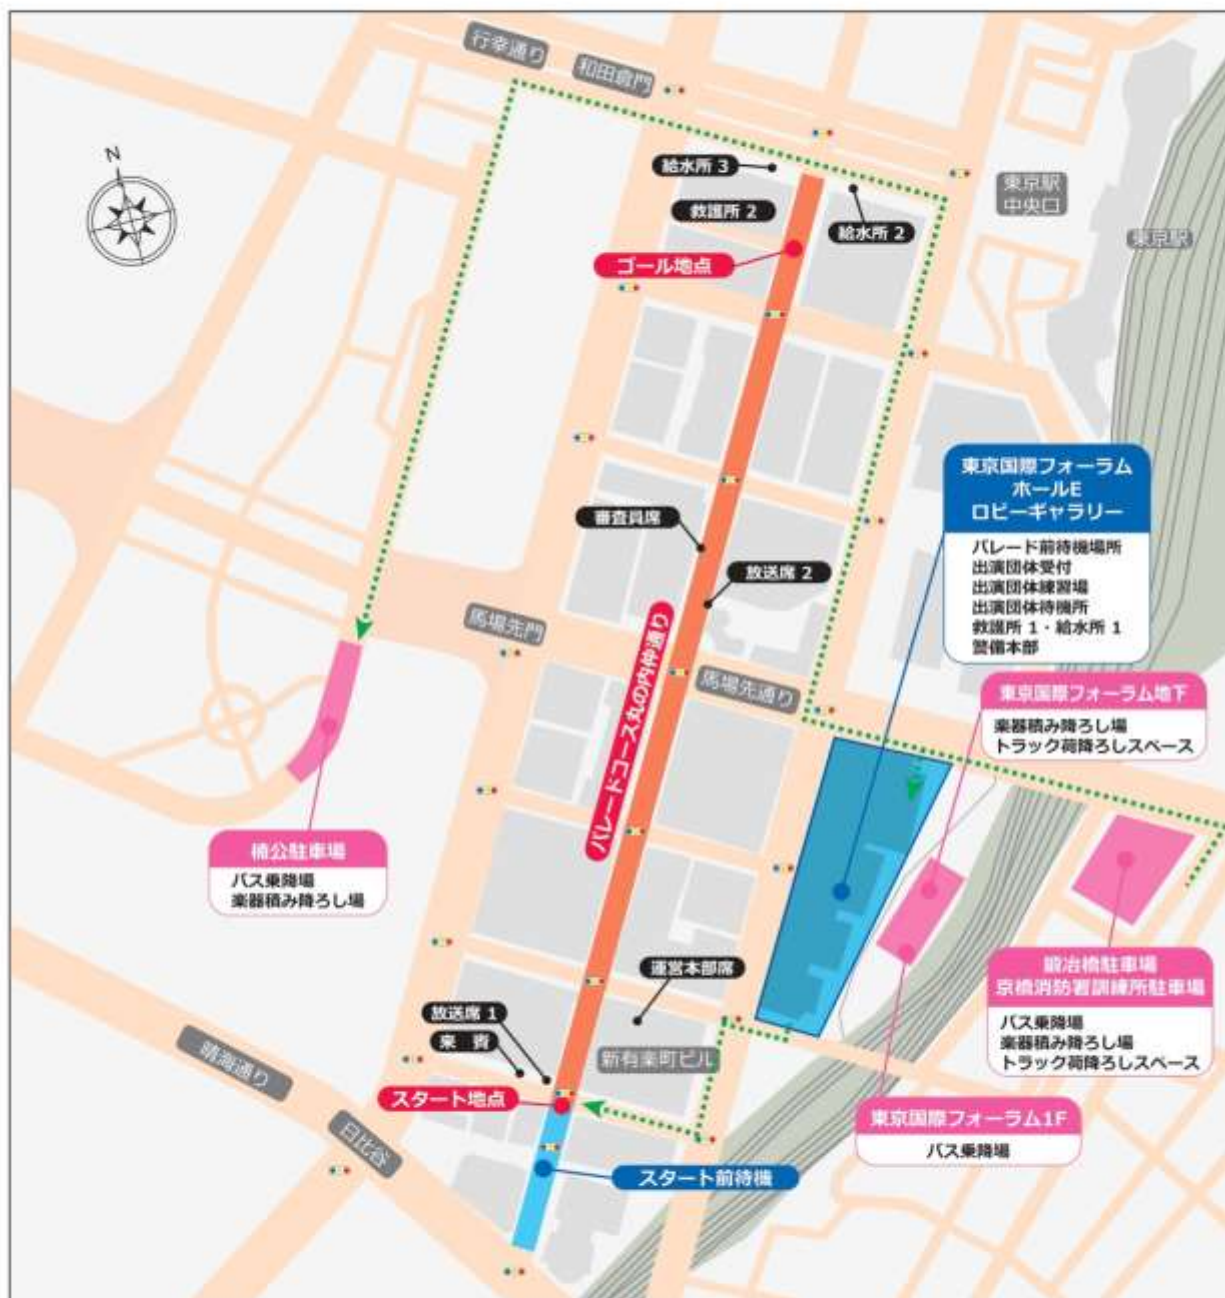 行幸通り
和田倉門
N
給水所 3
東京駅
中央口
救護所 2
給水所 2
東京駅
ゴール地点
東京国際フォーラム
ホールE
ロビーギャラリー
パレード前待機場所
出演団体受付
出演団体練習場
出演団体待機所
救護所 1・給水所 1
警備本部
審査員席
放送席 2
馬場先門
馬場先通り
パレードコース丸の内仲通り
東京国際フォーラム地下
楽器積み降ろし場
トラック荷降ろしスペース
楠公駐車場
バス乗降場
楽器積み降ろし場
運営本部席
鍛冶橋駐車場
京橋消防署訓練所駐車場
バス乗降場
楽器積み降ろし場
トラック荷降ろしスペース
放送席 1
来 賓
新有楽町ビル
晴海通り
スタート地点
東京国際フォーラム1F
バス乗降場
日比谷
スタート前待機